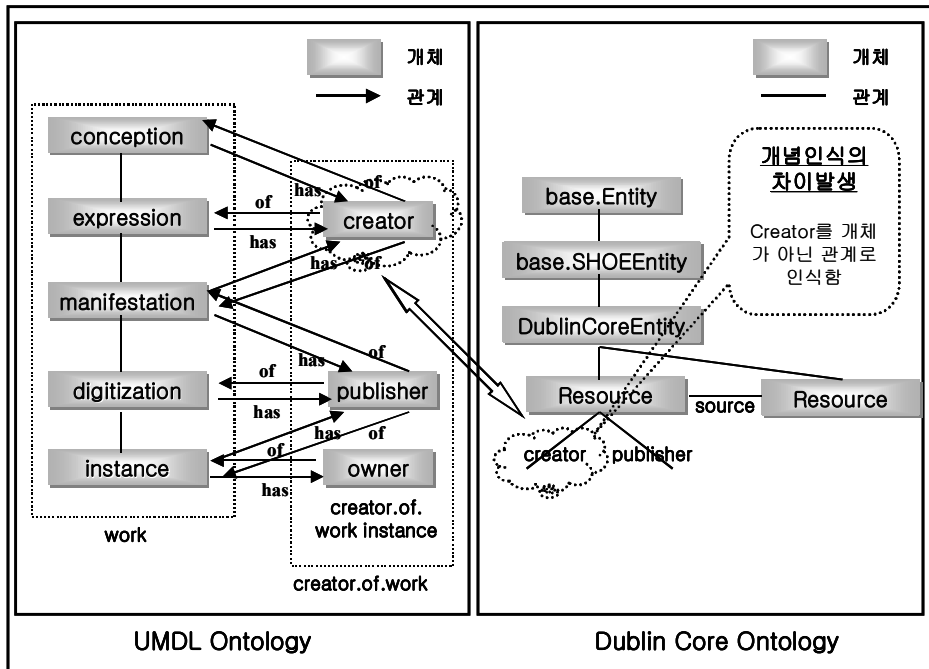 개체
관계
conception
expression
manifestation
digitization
instance
work
has
of
of
has
creator
has
of
has
of
of
has
publisher
has
of
of
has
owner
creator.of.
work instance
creator.of.work
UMDL Ontology
개체
관계
개념인식의
차이발생
Creator를 개체
가 아닌 관계로
인식함
base.Entity
base.SHOEEntity
DublinCoreEntity
Resource
source
Resource
creator
publisher
Dublin Core Ontology